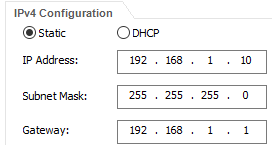 IPv4 Configuration
Static DHCP
IP Address: 192 . 168 . 1 . 10
Subnet Mask: 255 . 255 . 255 . 0
Gateway: 192 . 168 . 1 . 1